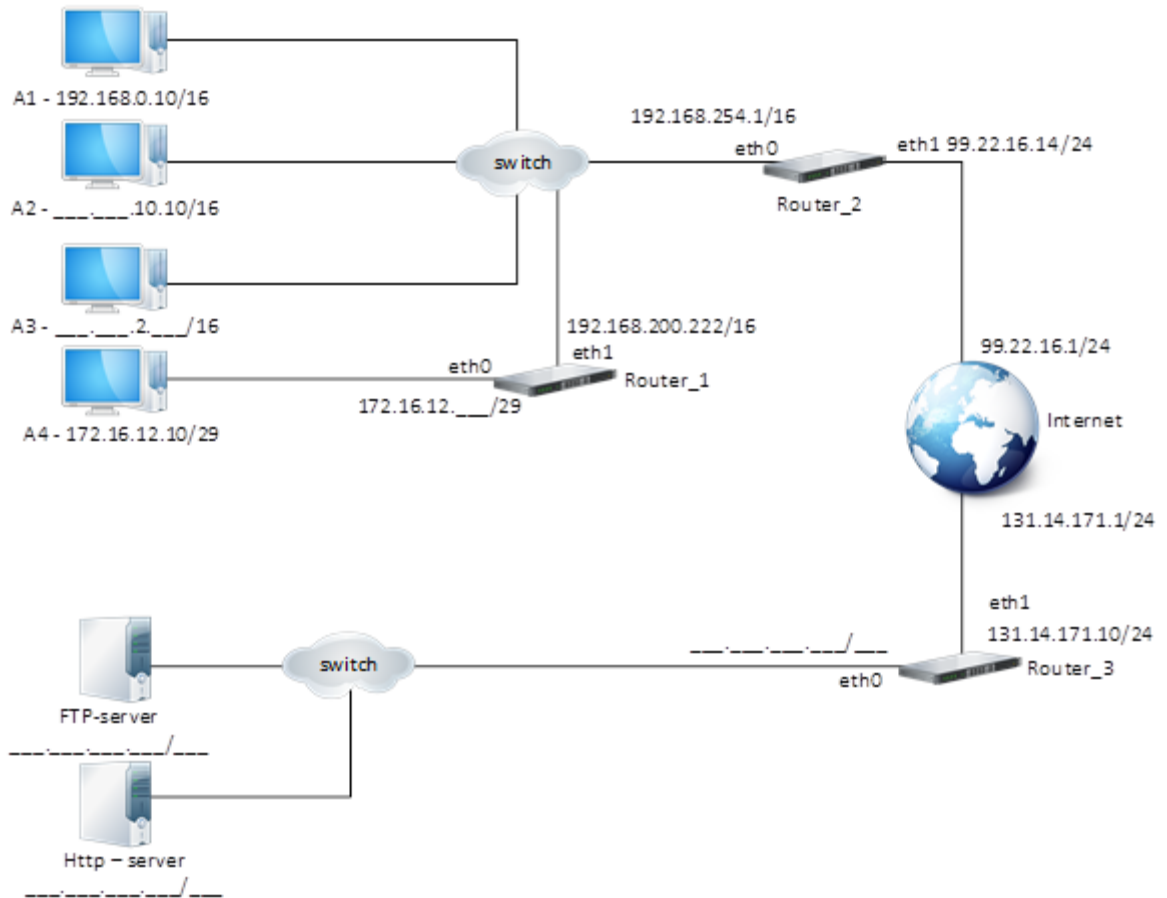 A1 - 192.168.0.10/16
192.168.254.1/16
eth0
eth1 99.22.16.14/24
switch
Router_2
A2 - ___.___.10.10/16
A3 - ___.___.2.___/16
192.168.200.222/16
eth1
eth0
Router_1
172.16.12.___/29
99.22.16.1/24
Internet
A4 - 172.16.12.10/29
131.14.171.1/24
eth1
131.14.171.10/24
___.___.___.___/___
switch
eth0
Router_3
FTP-server
___.___.___.___/___
Http – server
___.___.___.___/___